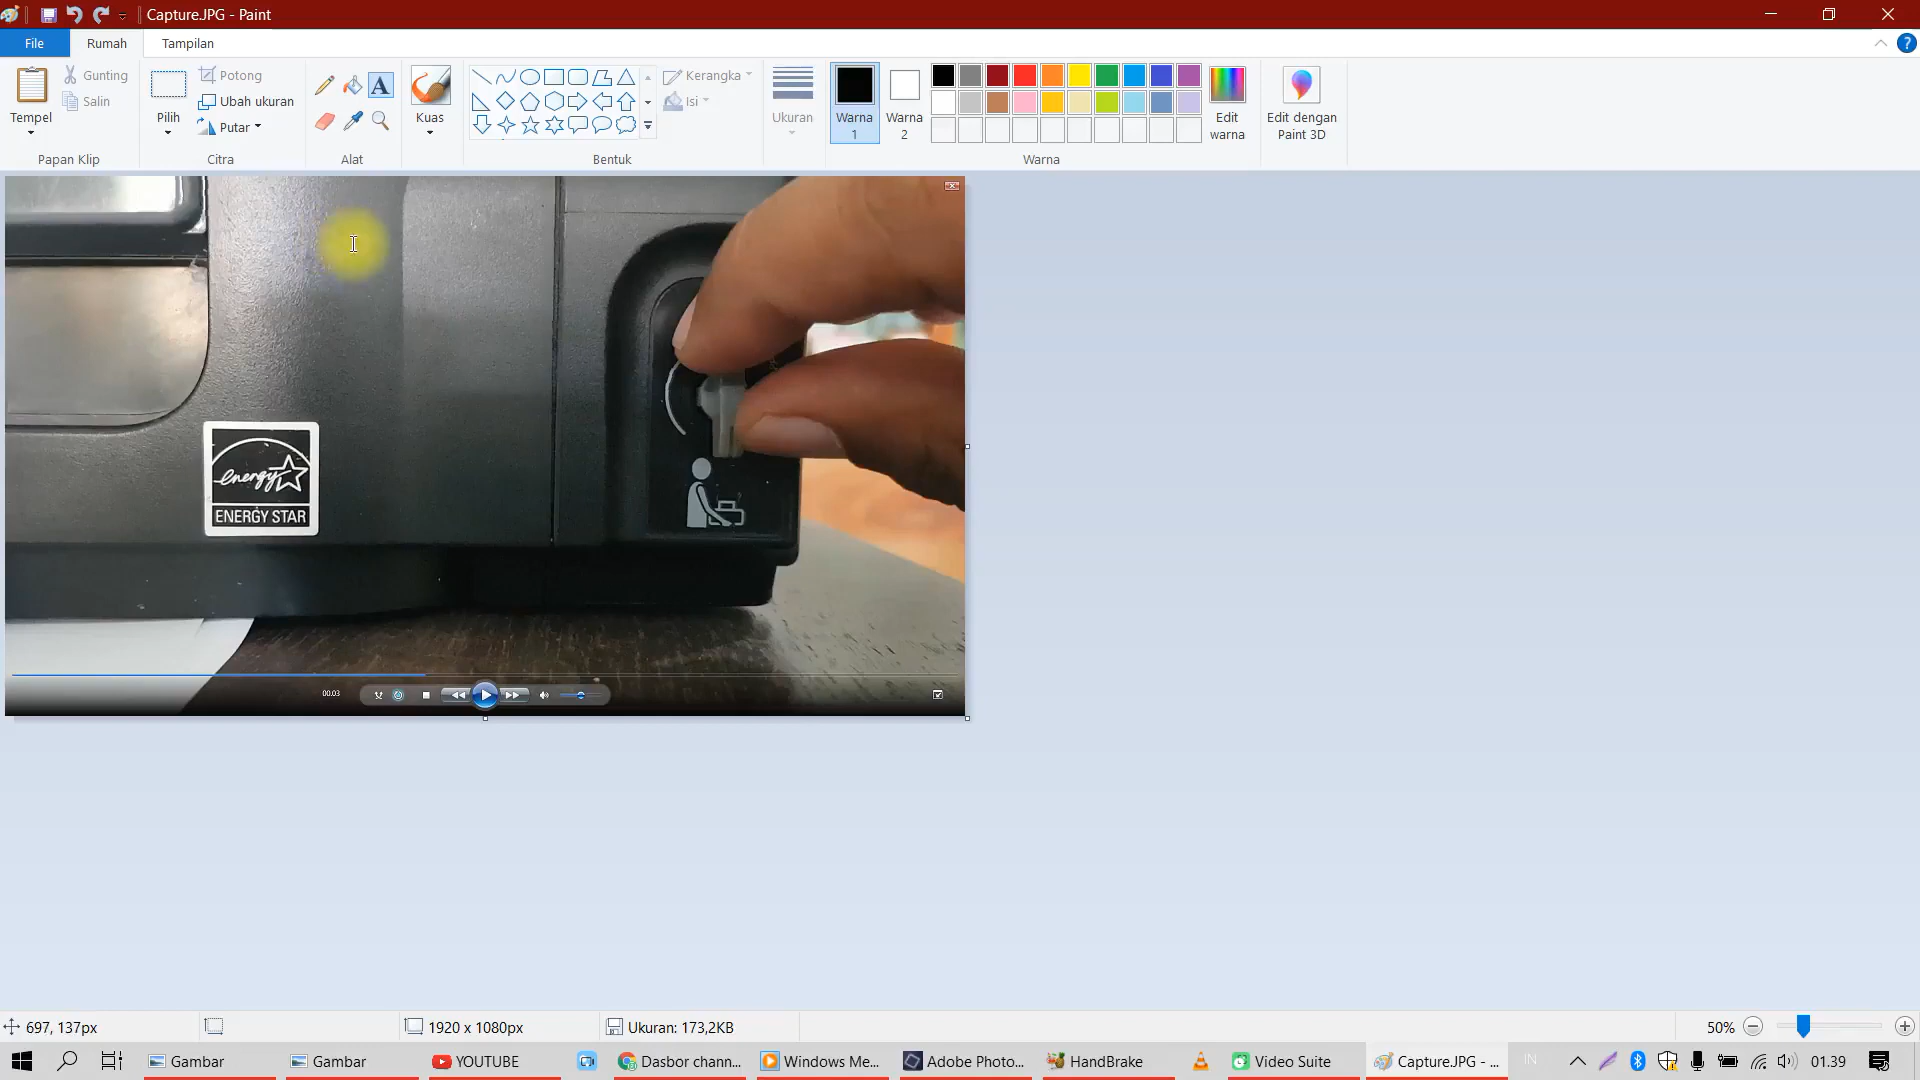 Capture.JPG - Paint
File
Rumah
Tampilan
Tempel
Gunting
Salin
Papan Klip
Pilih
Potong
Ubah ukuran
Putar
Citra
A
Alat
Kuas
Kerangka
Isi
Bentuk
Ukuran
Warna
1
Warna
2
Edit
warna
Warna
Edit dengan
Paint 3D
energy
ENERGY STAR
00.03
697, 137px
1920 x 1080px
Ukuran: 173,2KB
50%
Gambar
Gambar
YOUTUBE
Dasbor chann...
Windows Me...
Adobe Photo...
HandBrake
Video Suite
Capture.JPG - ...
IN
01.39